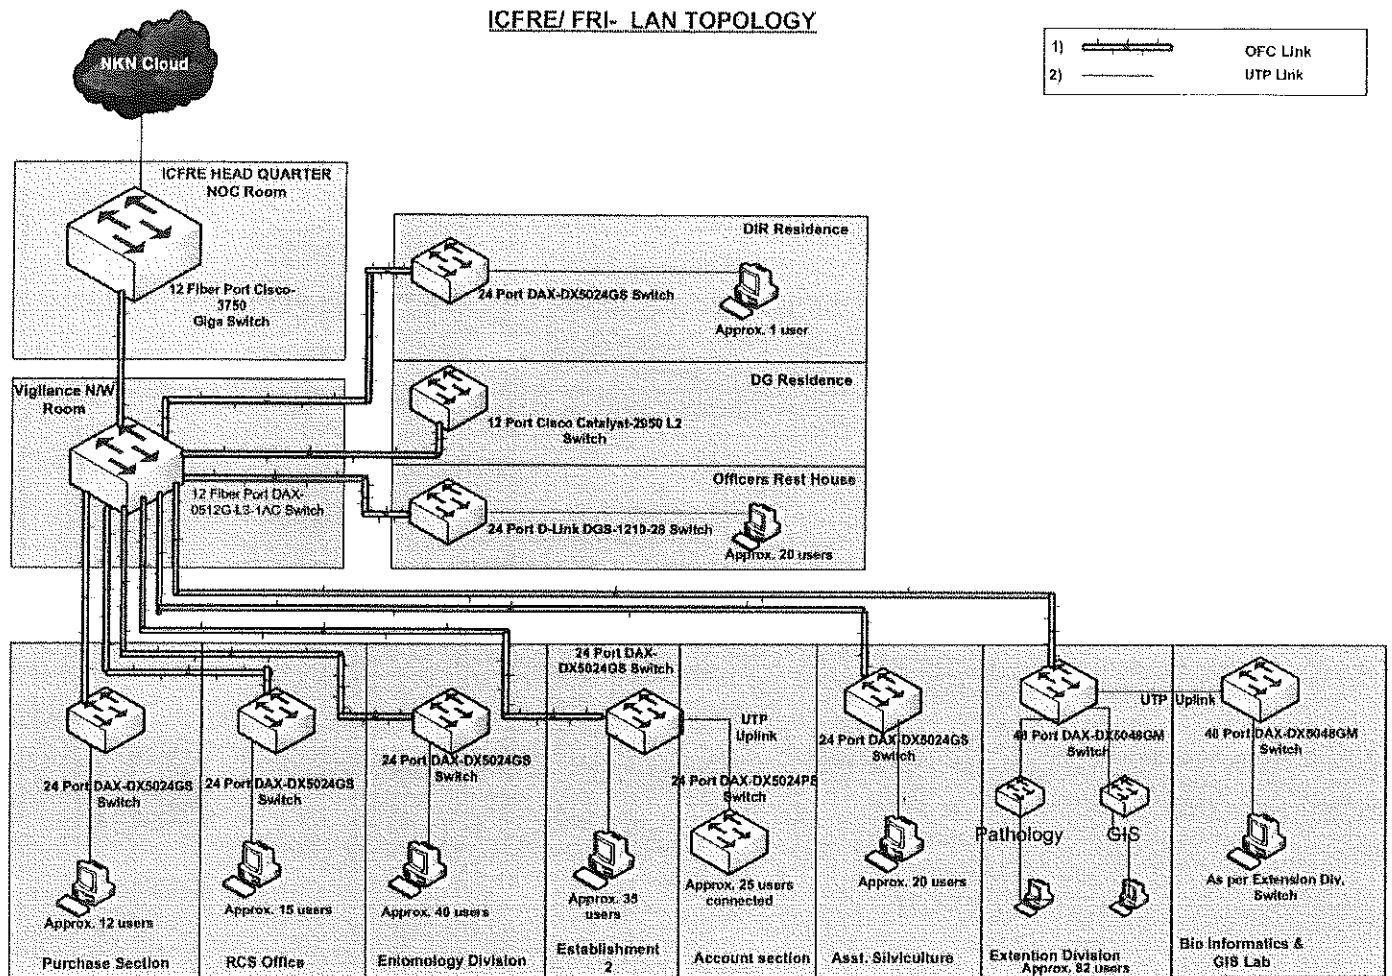 ICFRE/ FRI- LAN TOPOLOGY
1) OFC Link
2) UTP Link
NKN Cloud
ICFRE HEAD QUARTER
NOC Room
12 Fiber Port Cisco-
3750
Giga Switch
DIR Residence
24 Port DAX-DX5024GS Switch
Approx. 1 user
Vigilance N/W
Room
12 Fiber Port DAX-
0512G-L3-1AC Switch
DG Residence
12 Port Cisco Catalyst-2950 L2
Switch
Officers Rest House
24 Port D-Link DGS-1210-28 Switch
Approx. 20 users
24 Port DAX-DX5024GS
Switch
Approx. 12 users
Purchase Section
24 Port DAX-DX5024GS
Switch
Approx. 15 users
RCS Office
24 Port DAX-DX5024GS
Switch
Approx. 40 users
Entomology Division
24 Port DAX-
DX5024GS Switch
Approx. 35
users
Establishment
2
UTP
Uplink
24 Port DAX-DX5024PS
Switch
Approx. 25 users
connected
Account section
24 Port DAX-DX5024GS
Switch
Approx. 20 users
Asst. Silviculture
48 Port DAX-DX5048GM
Switch
Pathology
GIS
Extention Division
Approx. 82 users
UTP Uplink
48 Port DAX-DX5048GM
Switch
As per Extension Div.
Switch
Bio Informatics &
GIS Lab